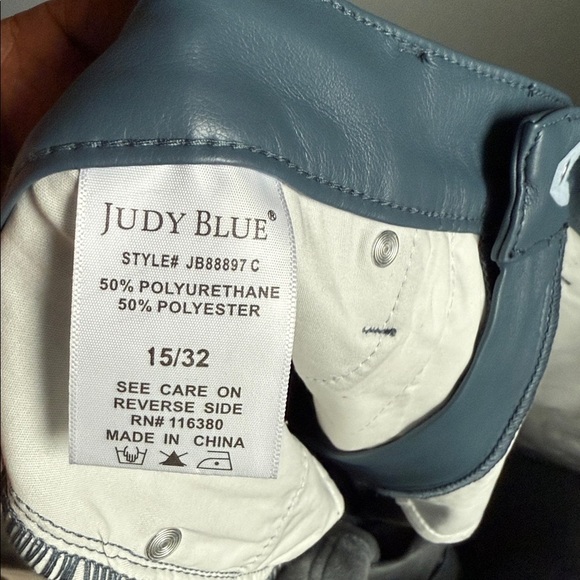 JUDY BLUE®
STYLE# JB88897 C
50% POLYURETHANE
50% POLYESTER
15/32
SEE CARE ON
REVERSE SIDE
RN# 116380
MADE IN CHINA